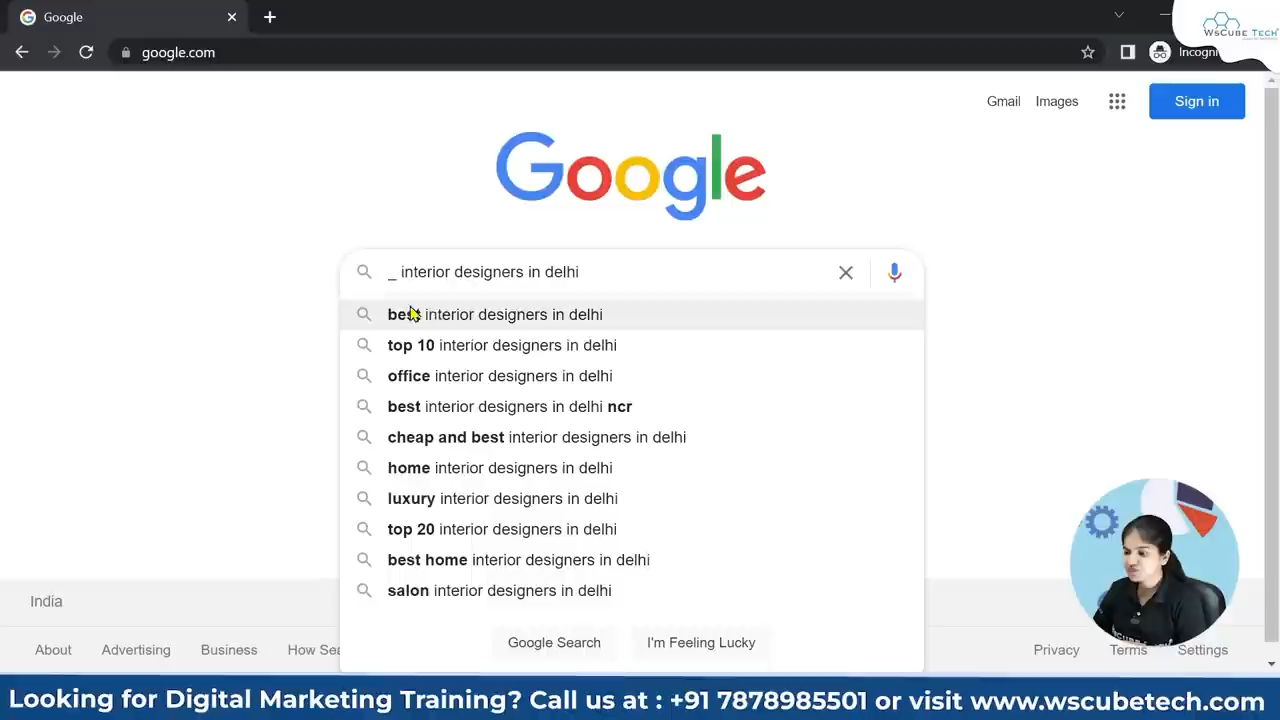 Google
WsCube Tech
google.com
Gmail Images Sign in
Google
_ interior designers in delhi
best interior designers in delhi
top 10 interior designers in delhi
office interior designers in delhi
best interior designers in delhi ncr
cheap and best interior designers in delhi
home interior designers in delhi
luxury interior designers in delhi
top 20 interior designers in delhi
best home interior designers in delhi
salon interior designers in delhi
Google Search I'm Feeling Lucky
India
About Advertising Business How Privacy Terms Settings
Looking for Digital Marketing Training? Call us at : +91 7878985501 or visit www.wscubetech.com